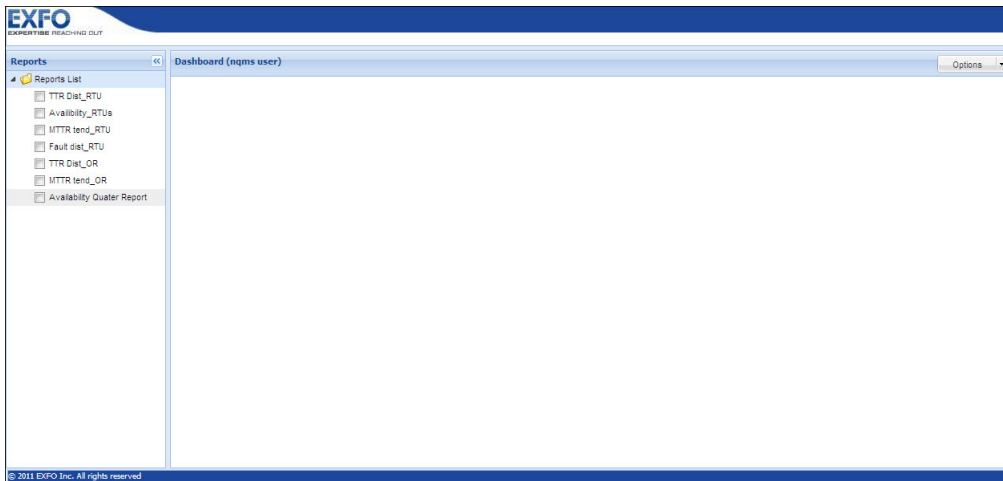 EXFO
EXPERTISE REACHING OUT
Reports
Dashboard (nqms user)
Options
Reports List
TTR Dist_RTU
Availibility_RTUs
MTTR tend_RTU
Fault dist_RTU
TTR Dist_OR
MTTR tend_OR
Availability Quater Report
© 2011 EXFO Inc. All rights reserved